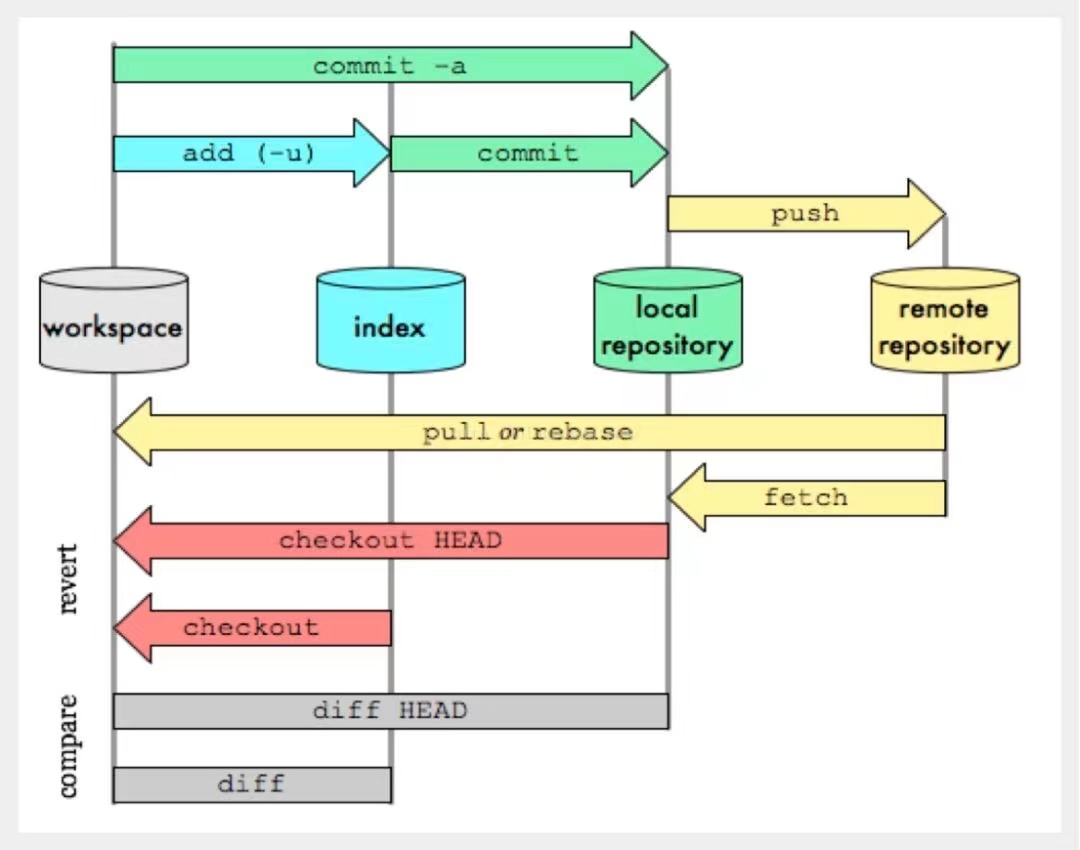 commit -a
add (-u)
commit
push
workspace
index
local
repository
remote
repository
pull or rebase
fetch
revert
checkout HEAD
checkout
compare
diff HEAD
diff